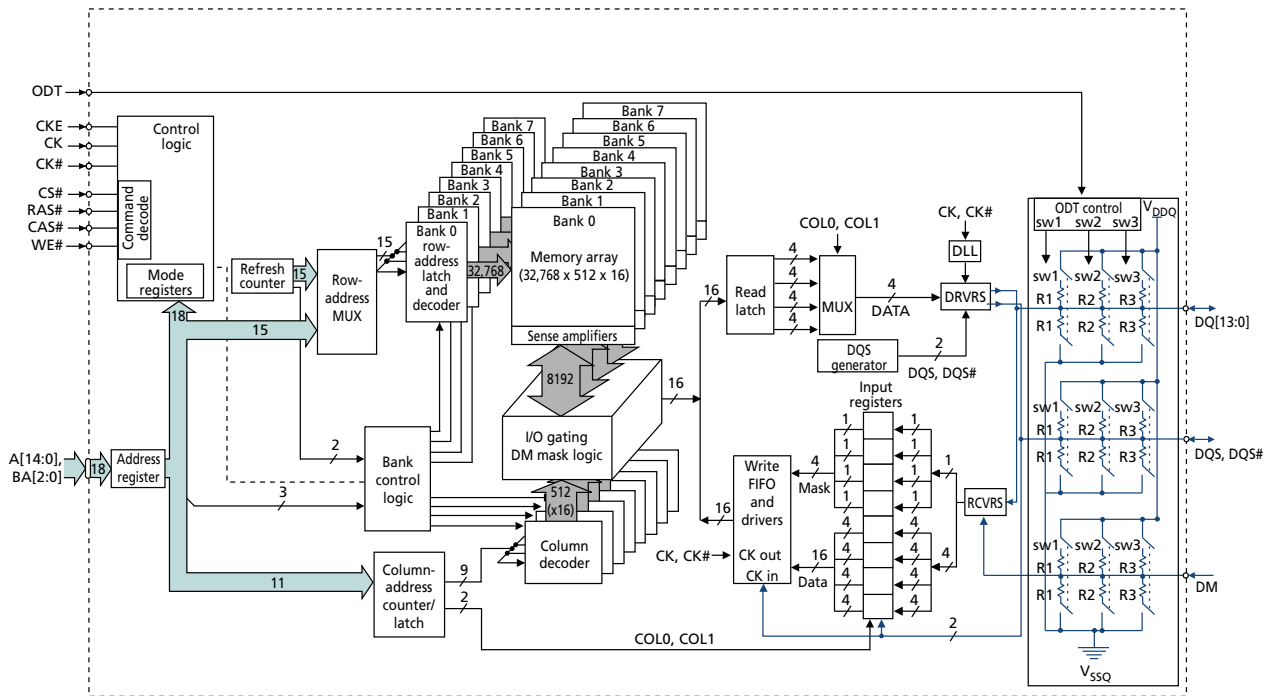 ODT
CKE
CK
CK#
CS#
RAS#
CAS#
WE#
Control
logic
Command
decode
Mode
registers
Refresh
counter
15
18
15
Row-
address
MUX
15
Bank 7
Bank 6
Bank 5
Bank 4
Bank 3
Bank 2
Bank 1
Bank 0
row-
address
latch
and
decoder
32,768
Bank 7
Bank 6
Bank 5
Bank 4
Bank 3
Bank 2
Bank 1
Bank 0
Memory array
(32,768 x 512 x 16)
Sense amplifiers
8192
I/O gating
DM mask logic
16
512
(x16)
Column
decoder
A[14:0],
BA[2:0]
18
Address
register
2
3
Bank
control
logic
11
Column-
address
counter/
latch
9
2
COL0, COL1
16
Read
latch
4
4
4
4
COL0, COL1
MUX
4
DATA
CK, CK#
DLL
DRVRS
DQS
generator
2
DQS, DQS#
Input
registers
1
1
1
1
4
4
4
4
1
1
1
1
4
4
4
4
1
4
RCVRS
16
Write
FIFO
and
drivers
CK out
CK in
4
Mask
16
Data
CK, CK#
2
ODT control
sw1 sw2 sw3
VDDQ
sw1 sw2 sw3
R1 R2 R3
R1 R2 R3
DQ[13:0]
sw1 sw2 sw3
R1 R2 R3
R1 R2 R3
DQS, DQS#
sw1 sw2 sw3
R1 R2 R3
R1 R2 R3
DM
VSSQ